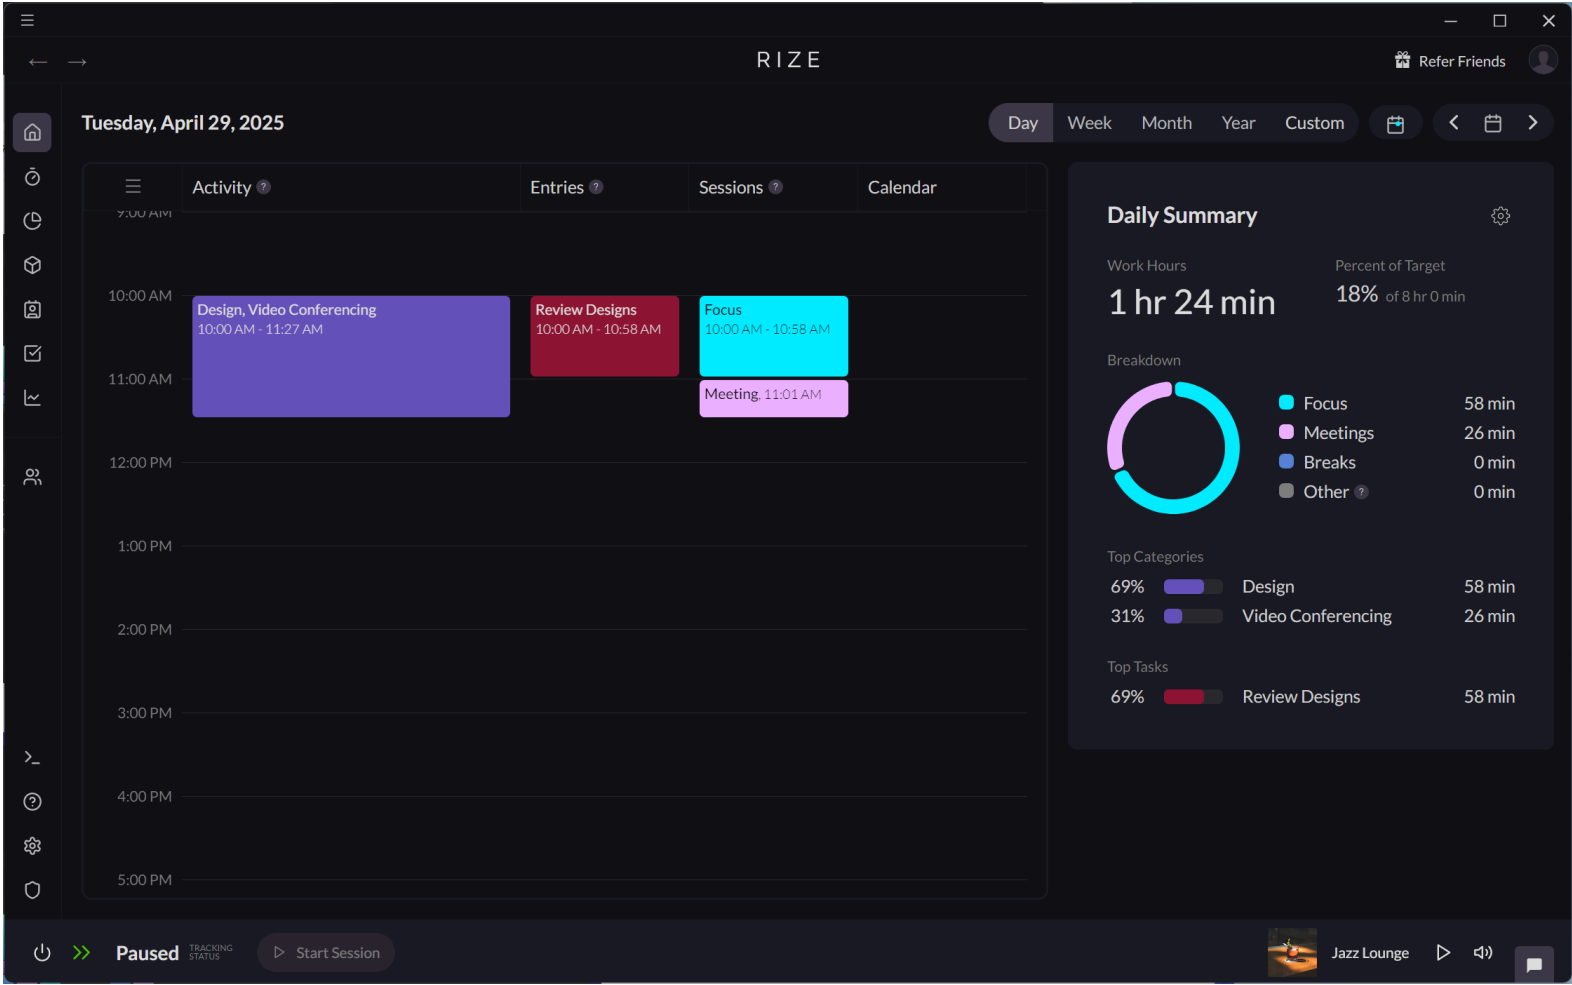 RIZE
Refer Friends
Tuesday, April 29, 2025
Day Week Month Year Custom
Activity ? Entries ? Sessions ? Calendar
9:00 AM
10:00 AM
Design, Video Conferencing
10:00 AM - 11:27 AM
Review Designs
10:00 AM - 10:58 AM
Focus
10:00 AM - 10:58 AM
11:00 AM
Meeting, 11:01 AM
12:00 PM
1:00 PM
2:00 PM
3:00 PM
4:00 PM
5:00 PM
Daily Summary
Work Hours
1 hr 24 min
Percent of Target
18% of 8 hr 0 min
Breakdown
Focus 58 min
Meetings 26 min
Breaks 0 min
Other ? 0 min
Top Categories
69% Design 58 min
31% Video Conferencing 26 min
Top Tasks
69% Review Designs 58 min
Paused TRACKING STATUS
Start Session
Jazz Lounge